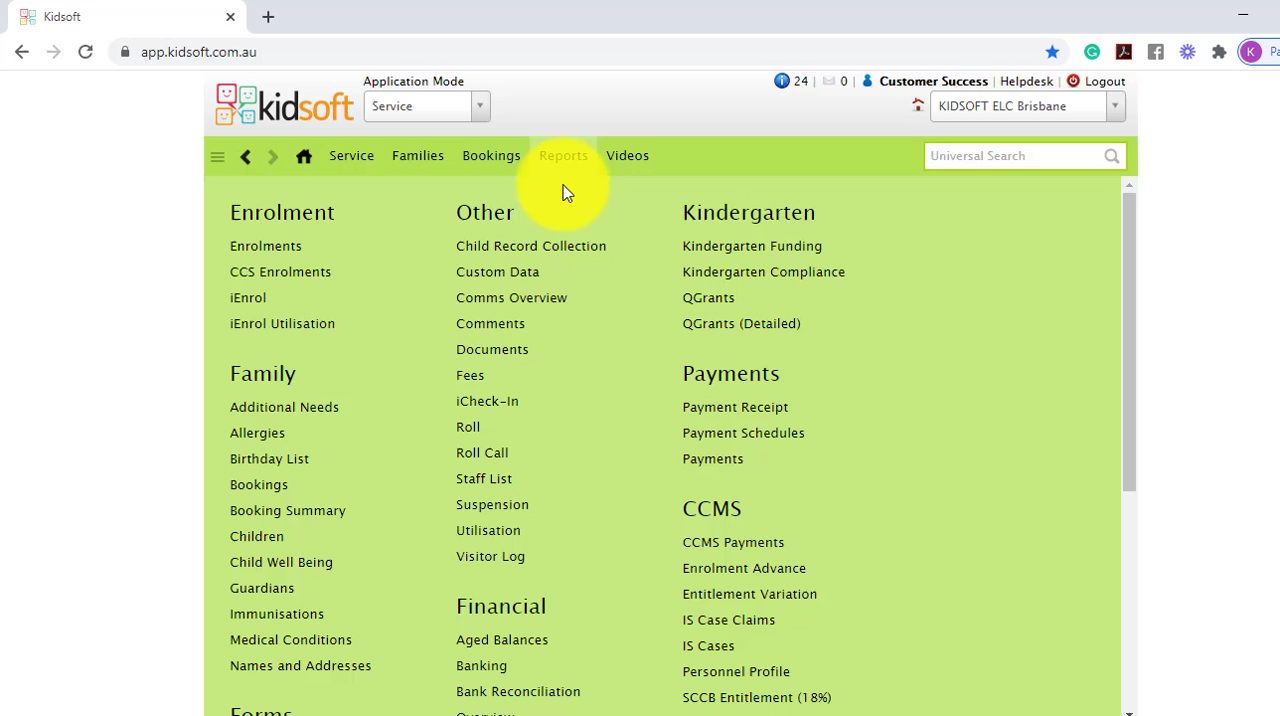 Kidsoft
app.kidsoft.com.au
K
Pa
kidsoft
Application Mode
Service
24 | 0 | Customer Success | Helpdesk | Logout
KIDSOFT ELC Brisbane
Service Families Bookings Reports Videos
Universal Search
Enrolment
Enrolments
CCS Enrolments
iEnrol
iEnrol Utilisation
Family
Additional Needs
Allergies
Birthday List
Bookings
Booking Summary
Children
Child Well Being
Guardians
Immunisations
Medical Conditions
Names and Addresses
Forms
Other
Child Record Collection
Custom Data
Comms Overview
Comments
Documents
Fees
iCheck-In
Roll
Roll Call
Staff List
Suspension
Utilisation
Visitor Log
Financial
Aged Balances
Banking
Bank Reconciliation
Overview
Kindergarten
Kindergarten Funding
Kindergarten Compliance
QGrants
QGrants (Detailed)
Payments
Payment Receipt
Payment Schedules
Payments
CCMS
CCMS Payments
Enrolment Advance
Entitlement Variation
IS Case Claims
IS Cases
Personnel Profile
SCCB Entitlement (18%)